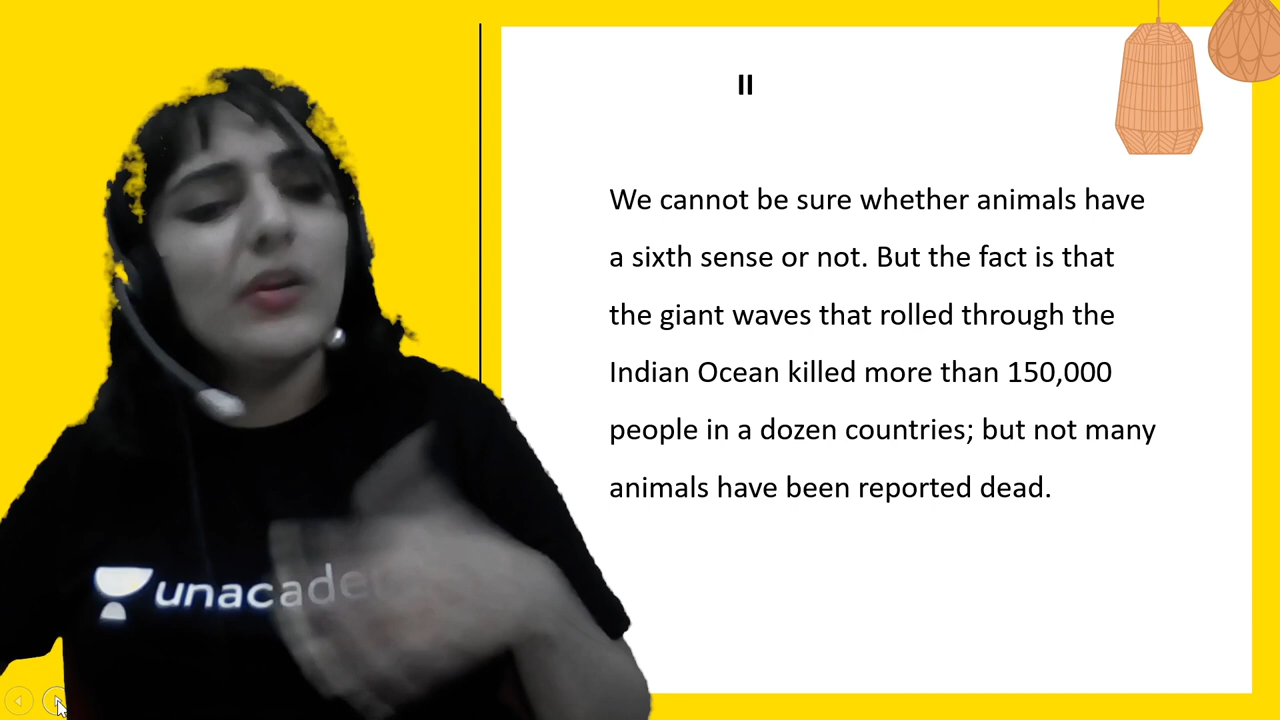 II
We cannot be sure whether animals have
a sixth sense or not. But the fact is that
the giant waves that rolled through the
Indian Ocean killed more than 150,000
people in a dozen countries; but not many
animals have been reported dead.
unacade